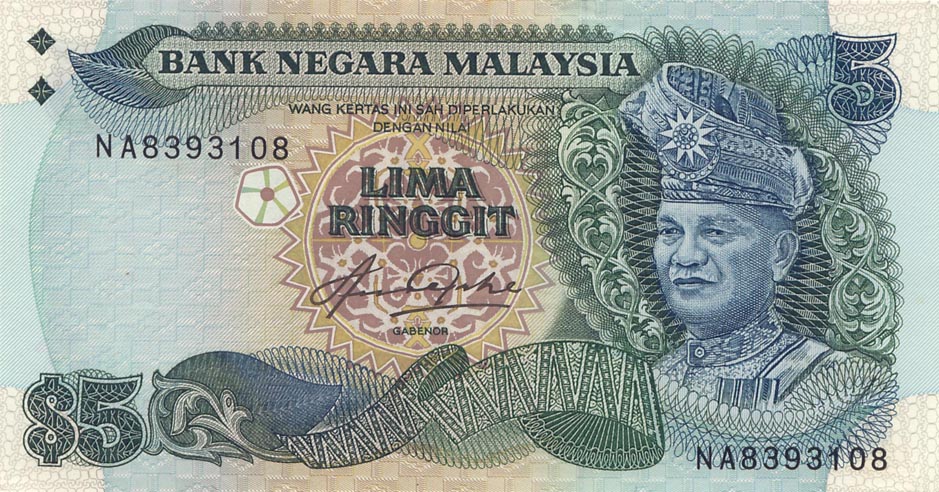 BANK NEGARA MALAYSIA
5
WANG KERTAS INI SAH DIPERLAKUKAN
DENGAN NILAI
NA8393108
LIMA
RINGGIT
GABENOR
$5
NA8393108